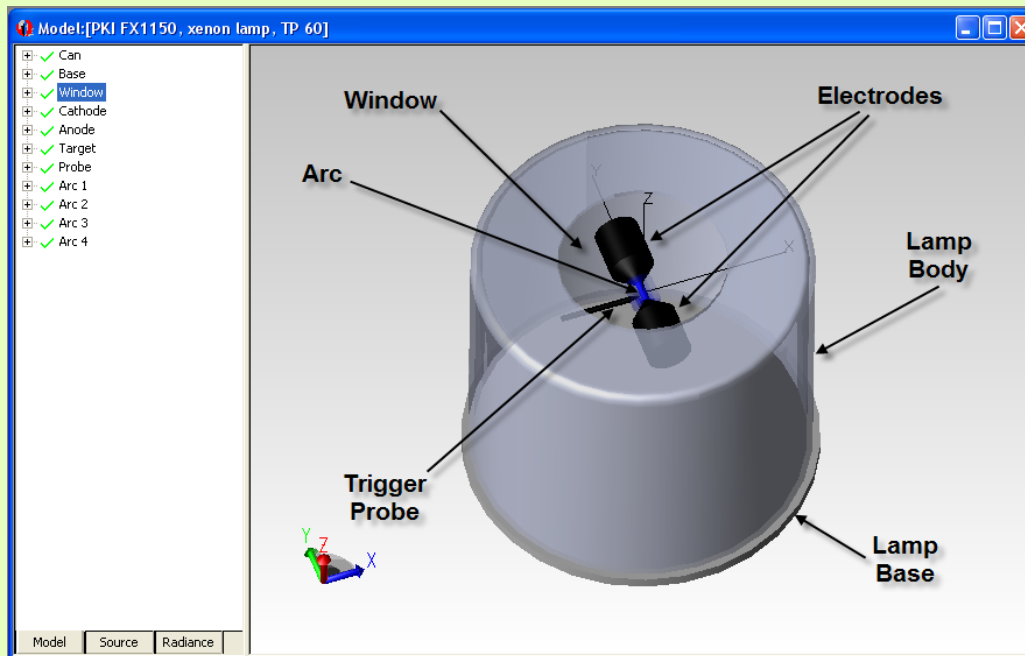 Model:[PKI FX1150, xenon lamp, TP 60]
Can
Base
Window
Cathode
Anode
Target
Probe
Arc 1
Arc 2
Arc 3
Arc 4
Model
Source
Radiance
Window
Electrodes
Arc
Y
Z
X
Lamp
Body
Trigger
Probe
Lamp
Base
Y
Z
X